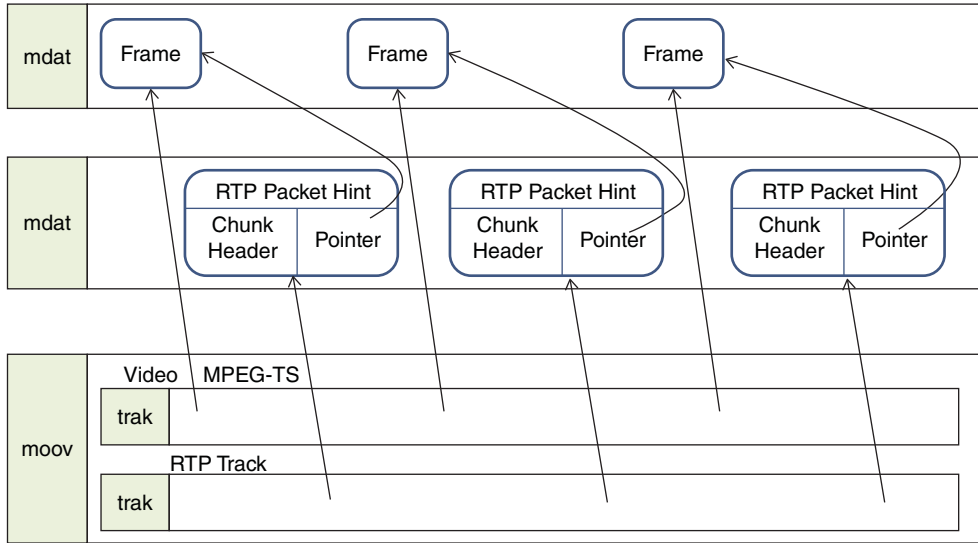 mdat
Frame
Frame
Frame
mdat
RTP Packet Hint
Chunk
Header
Pointer
RTP Packet Hint
Chunk
Header
Pointer
RTP Packet Hint
Chunk
Header
Pointer
moov
Video MPEG-TS
trak
RTP Track
trak